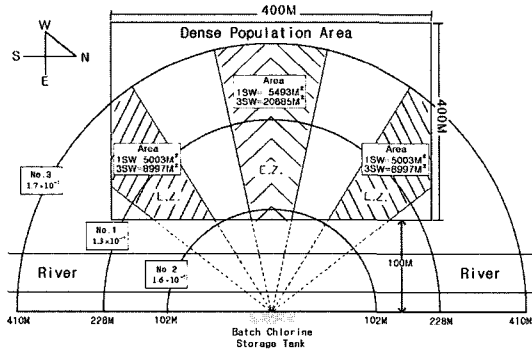 400M
Dense Population Area
W
S N
E
Area
1SW= 5493M²
3SW=20685M²
400M
Area
1SW= 5003M²
3SW=8997M²
Area
1SW= 5003M²
3SW=8997M²
E.Z.
L.Z.
L.Z.
No. 3
No. 1
No. 2
100M
River
River
410M 228M 102M 102M 228M 410M
Batch Chlorine
Storage Tank